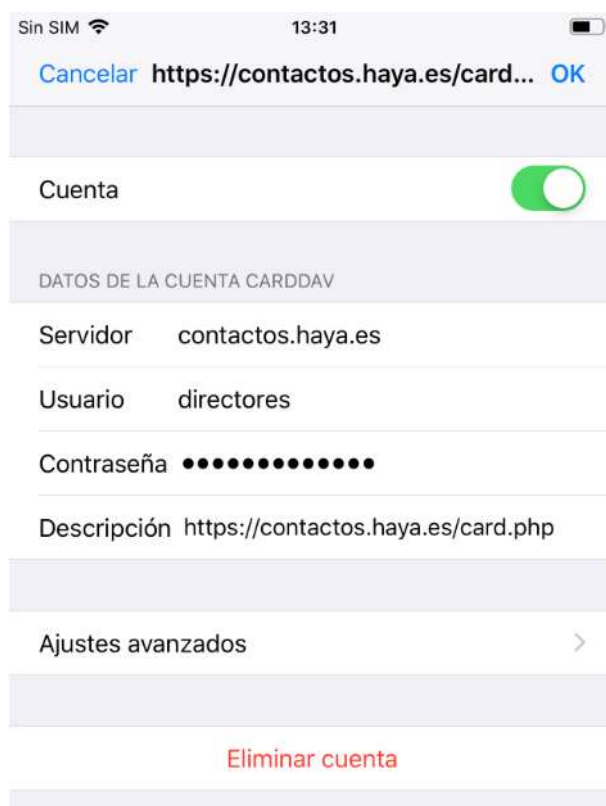 Sin SIM 13:31
Cancelar https://contactos.haya.es/card... OK
Cuenta
DATOS DE LA CUENTA CARDDAV
Servidor contactos.haya.es
Usuario directores
Contraseña •••••••••••••
Descripción https://contactos.haya.es/card.php
Ajustes avanzados
Eliminar cuenta